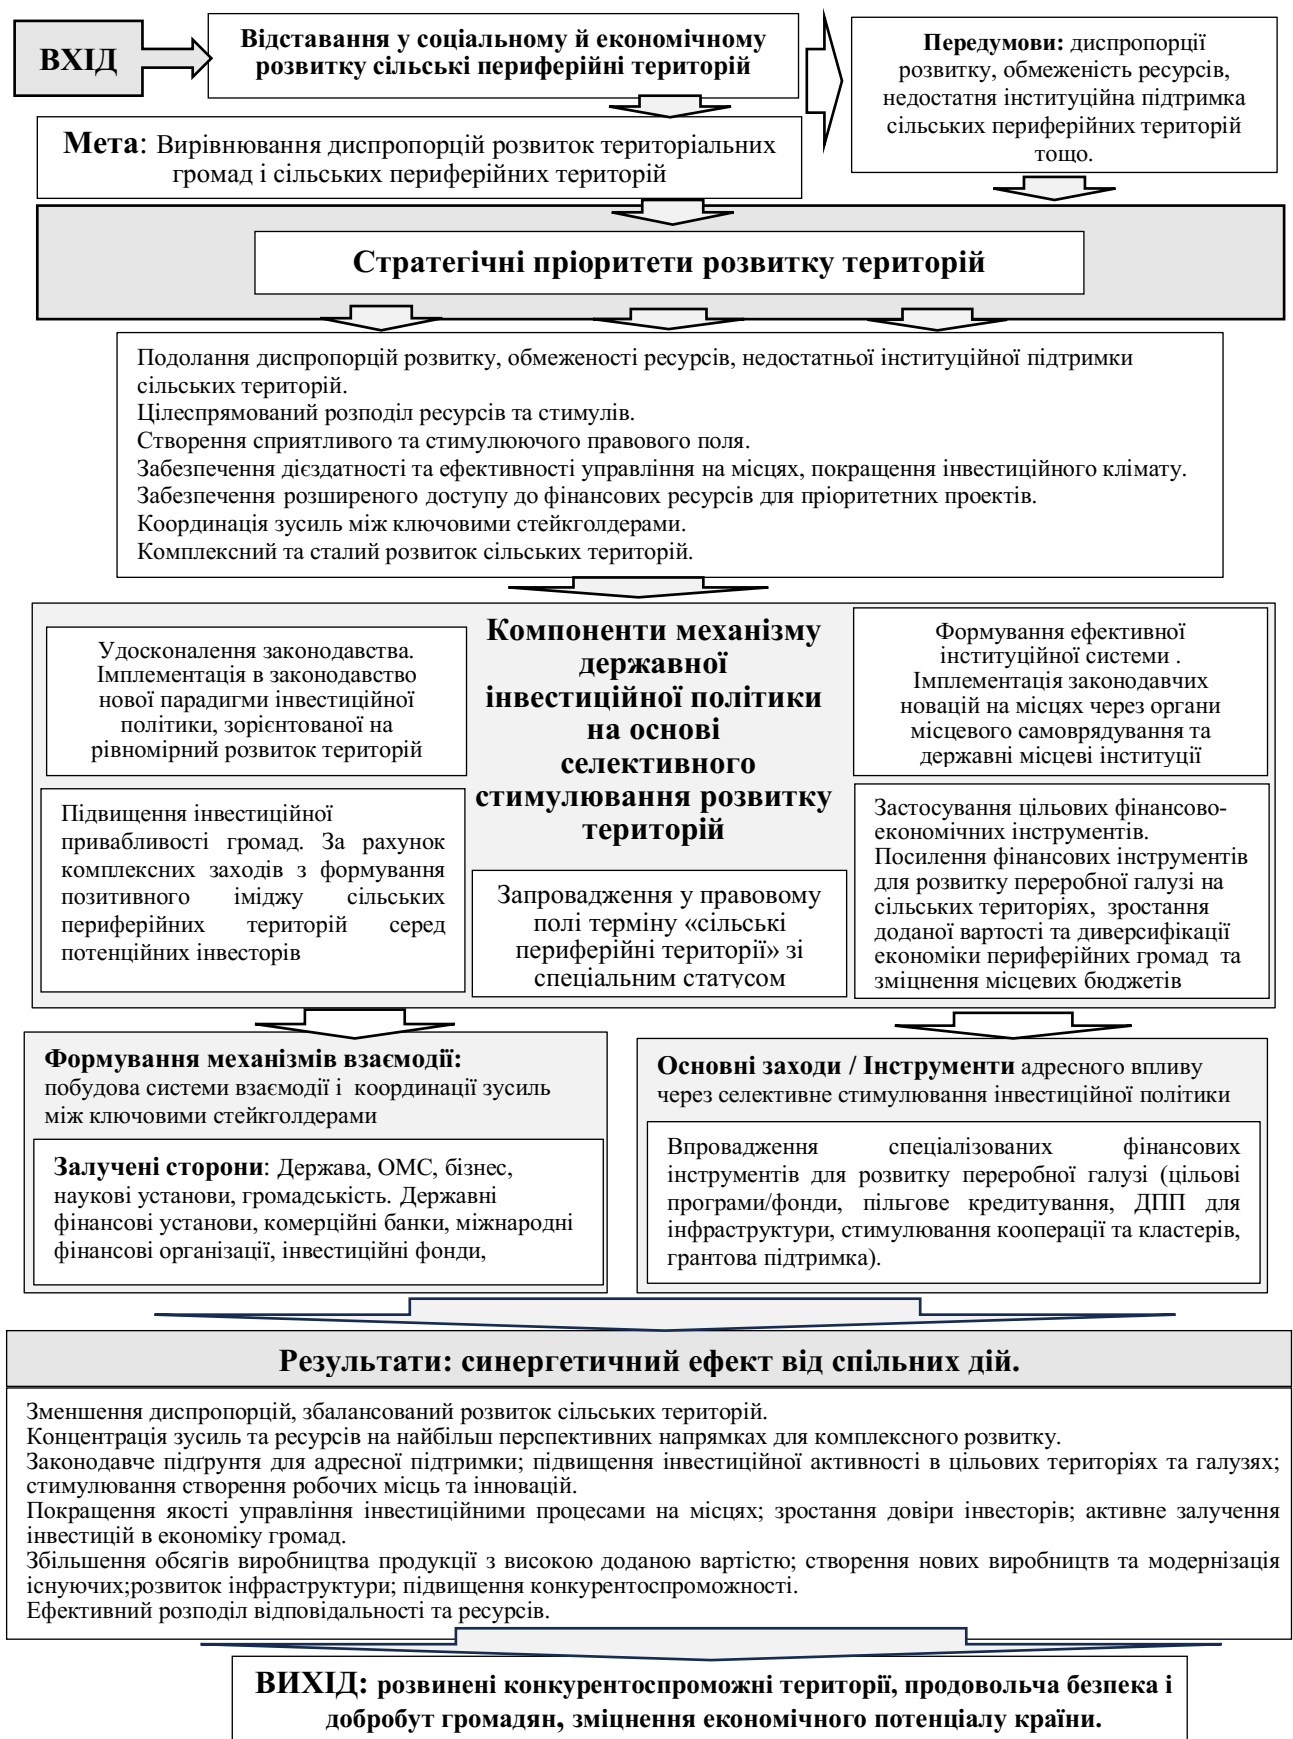 ВХІД
Відставання у соціальному й економічному
розвитку сільські периферійні територій
Передумови: диспропорції
розвитку, обмеженість ресурсів,
недостатня інституційна підтримка
сільських периферійних територій
тощо.
Мета: Вирівнювання диспропорцій розвиток територіальних
громад і сільських периферійних територій
Стратегічні пріоритети розвитку територій
Подолання диспропорцій розвитку, обмеженості ресурсів, недостатньої інституційної підтримки
сільських територій.
Цілеспрямований розподіл ресурсів та стимулів.
Створення сприятливого та стимулюючого правового поля.
Забезпечення дієздатності та ефективності управління на місцях, покращення інвестиційного клімату.
Забезпечення розширеного доступу до фінансових ресурсів для пріоритетних проектів.
Координація зусиль між ключовими стейкголдерами.
Комплексний та сталий розвиток сільських територій.
Удосконалення законодавства.
Імплементація в законодавство
нової парадигми інвестиційної
політики, зорієнтованої на
рівномірний розвиток територій
Компоненти механізму
державної
інвестиційної політики
на основі
селективного
стимулювання розвитку
територій
Формування ефективної
інституційної системи .
Імплементація законодавчих
новацій на місцях через органи
місцевого самоврядування та
державні місцеві інституції
Підвищення інвестиційної
привабливості громад. За рахунок
комплексних заходів з формування
позитивного іміджу сільських
периферійних територій серед
потенційних інвесторів
Запровадження у правовому
полі терміну «сільські
периферійні території» зі
спеціальним статусом
Застосування цільових фінансово-
економічних інструментів.
Посилення фінансових інструментів
для розвитку переробної галузі на
сільських територіях, зростання
доданої вартості та диверсифікації
економіки периферійних громад та
зміцнення місцевих бюджетів
Формування механізмів взаємодії:
побудова системи взаємодії і координації зусиль
між ключовими стейкголдерами
Залучені сторони: Держава, ОМС, бізнес,
наукові установи, громадськість. Державні
фінансові установи, комерційні банки, міжнародні
фінансові організації, інвестиційні фонди,
Основні заходи / Інструменти адресного впливу
через селективне стимулювання інвестиційної політики
Впровадження спеціалізованих фінансових
інструментів для розвитку переробної галузі (цільові
програми/фонди, пільгове кредитування, ДПП для
інфраструктури, стимулювання кооперації та кластерів,
грантова підтримка).
Результати: синергетичний ефект від спільних дій.
Зменшення диспропорцій, збалансований розвиток сільських територій.
Концентрація зусиль та ресурсів на найбільш перспективних напрямках для комплексного розвитку.
Законодавче підґрунтя для адресної підтримки; підвищення інвестиційної активності в цільових територіях та галузях;
стимулювання створення робочих місць та інновацій.
Покращення якості управління інвестиційними процесами на місцях; зростання довіри інвесторів; активне залучення
інвестицій в економіку громад.
Збільшення обсягів виробництва продукції з високою доданою вартістю; створення нових виробництв та модернізація
існуючих;розвиток інфраструктури; підвищення конкурентоспроможності.
Ефективний розподіл відповідальності та ресурсів.
ВИХІД: розвинені конкурентоспроможні території, продовольча безпека і
добробут громадян, зміцнення економічного потенціалу країни.